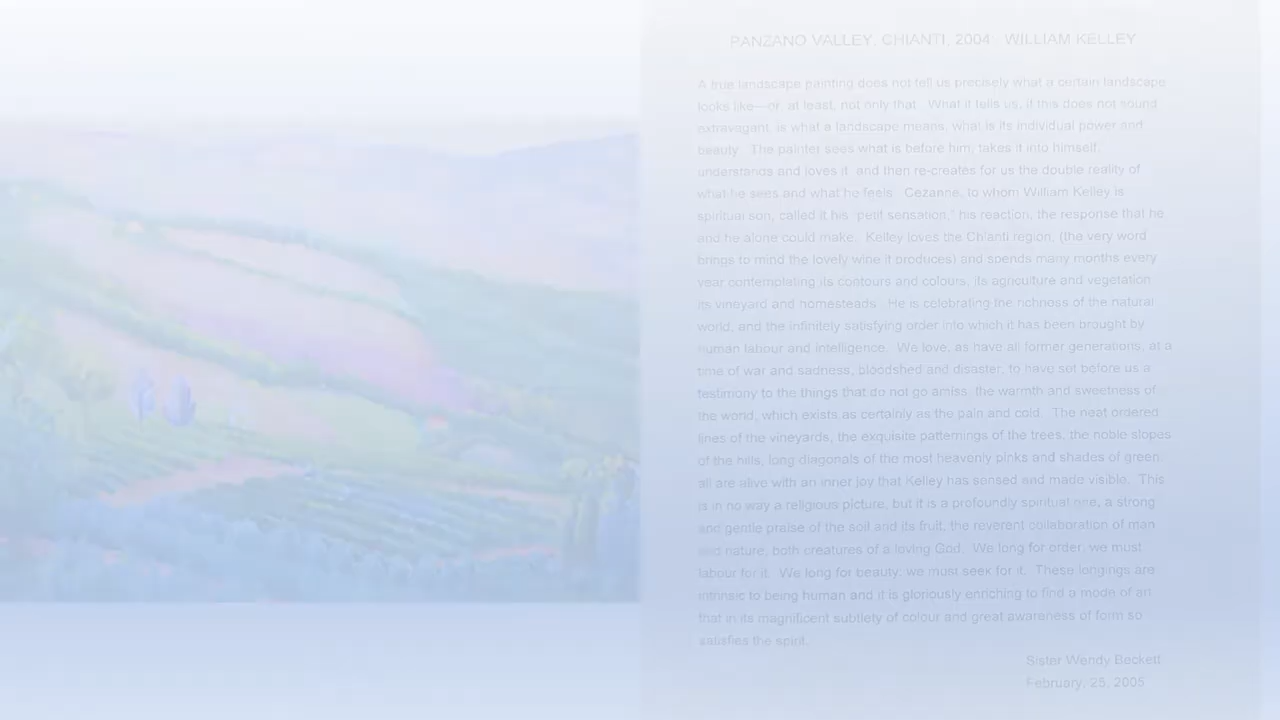 PANZANO VALLEY, CHIANTI, 2004 WILLIAM KELLEY
A true landscape painting does not tell us precisely what a certain landscape
looks like—or, at least, not only that. What it tells us, if this does not sound
extravagant, is what a landscape means, what is its individual power and
beauty. The painter sees what is before him, takes it into himself,
understands and loves it, and then re-creates for us the double reality of
what he sees and what he feels. Cezanne, to whom William Kelley is
spiritual son, called it his "petit sensation," his reaction, the response that he
and he alone could make. Kelley loves the Chianti region, (the very word
brings to mind the lovely wine it produces) and spends many months every
year contemplating its contours and colours, its agriculture and vegetation
its vineyard and homesteads. He is celebrating the richness of the natural
world, and the infinitely satisfying order into which it has been brought by
human labour and intelligence. We love, as have all former generations, at a
time of war and sadness, bloodshed and disaster, to have set before us a
testimony to the things that do not go amiss, the warmth and sweetness of
the world, which exists as certainly as the pain and cold. The neat ordered
lines of the vineyards, the exquisite patternings of the trees, the noble slopes
of the hills, long diagonals of the most heavenly pinks and shades of green:
all are alive with an inner joy that Kelley has sensed and made visible. This
is in no way a religious picture, but it is a profoundly spiritual one, a strong
and gentle praise of the soil and its fruit, the reverent collaboration of man
and nature, both creatures of a loving God. We long for order, we must
labour for it. We long for beauty; we must seek for it. These longings are
intrinsic to being human and it is gloriously enriching to find a mode of art
that in its magnificent subtlety of colour and great awareness of form so
satisfies the spirit.
Sister Wendy Beckett
February, 25, 2005